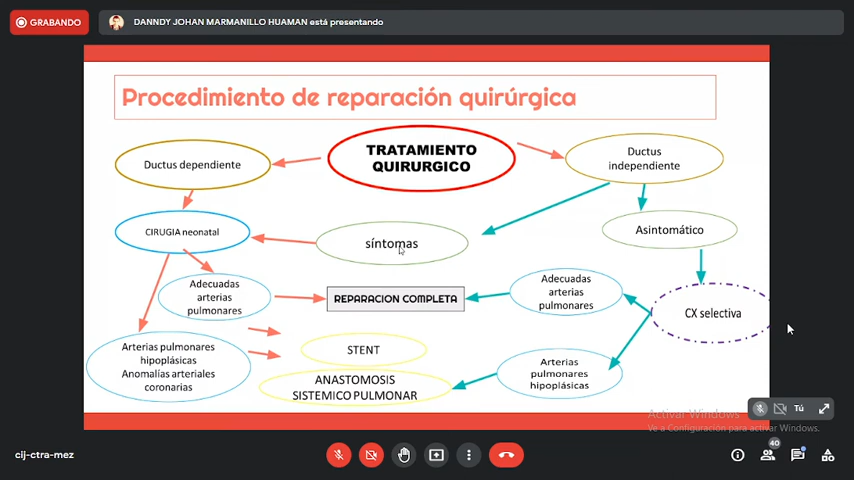 GRABANDO
DANNDY JOHAN MARMANILLO HUAMAN está presentando
Procedimiento de reparación quirúrgica
TRATAMIENTO
QUIRURGICO
Ductus dependiente
Ductus
independiente
CIRUGIA neonatal
síntomas
Asintomático
Adecuadas
arterias
pulmonares
REPARACION COMPLETA
Adecuadas
arterias
pulmonares
CX selectiva
Arterias pulmonares
hipoplásicas
Anomalías arteriales
coronarias
STENT
ANASTOMOSIS
SISTEMICO PULMONAR
Arterias
pulmonares
hipoplásicas
Tú
Activar Windows
Ve a Configuración para activar Windows.
cij-ctra-mez
40